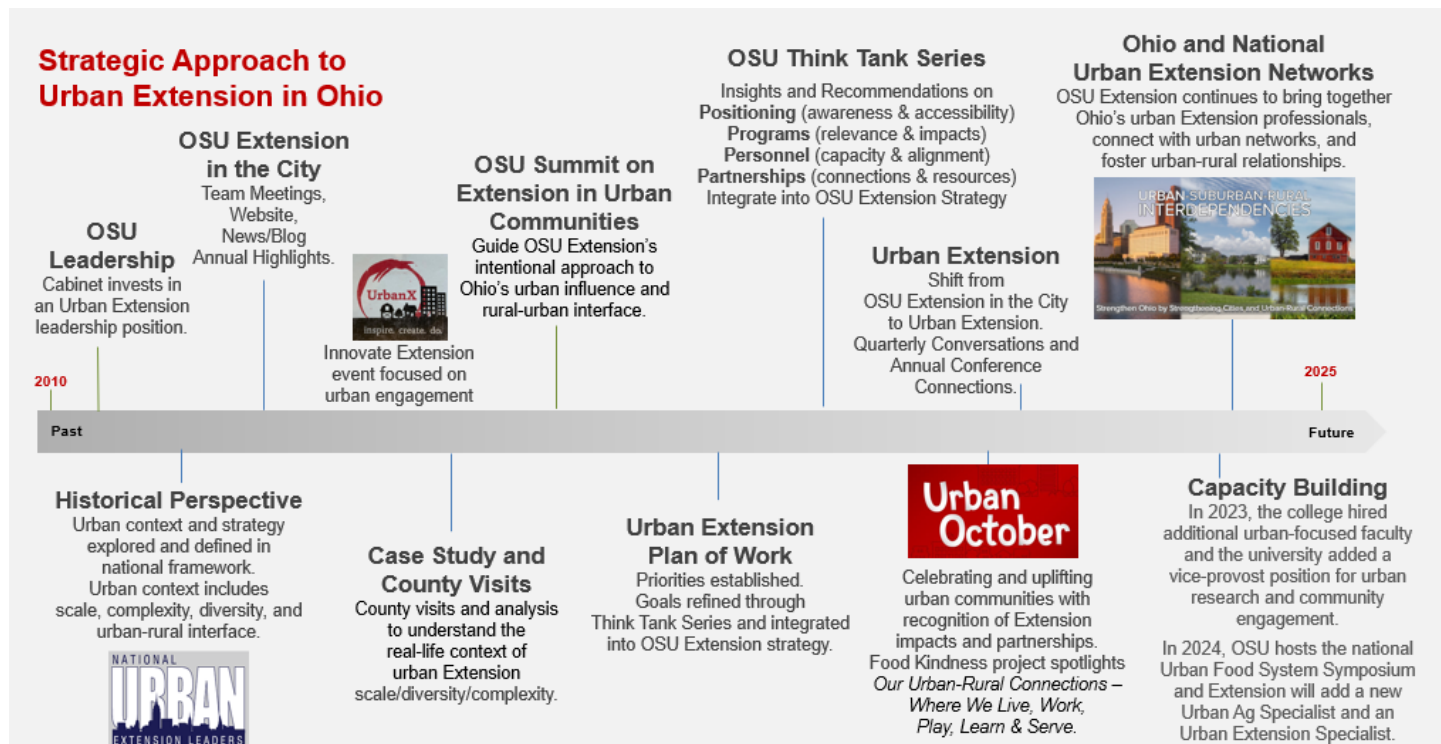 Strategic Approach to
Urban Extension in Ohio
OSU
Leadership
Cabinet invests in
an Urban Extension
leadership position.
OSU Extension
in the City
Team Meetings,
Website,
News/Blog
Annual Highlights.
UrbanX
inspire. create. do.
Innovate Extension
event focused on
urban engagement
OSU Summit on
Extension in Urban
Communities
Guide OSU Extension's
intentional approach to
Ohio's urban influence and
rural-urban interface.
OSU Think Tank Series
Insights and Recommendations on
Positioning (awareness & accessibility)
Programs (relevance & impacts)
Personnel (capacity & alignment)
Partnerships (connections & resources)
Integrate into OSU Extension Strategy
Urban Extension
Shift from
OSU Extension in the City
to Urban Extension.
Quarterly Conversations and
Annual Conference
Connections.
Ohio and National
Urban Extension Networks
OSU Extension continues to bring together
Ohio's urban Extension professionals,
connect with urban networks, and
foster urban-rural relationships.
URBAN-SUBURBAN-RURAL
INTERDEPENDENCIES
Strengthen Ohio by Strengthening Cities and Urban-Rural Connections
2010
2025
Past
Future
Historical Perspective
Urban context and strategy
explored and defined in
national framework.
Urban context includes
scale, complexity, diversity, and
urban-rural interface.
NATIONAL
URBAN
EXTENSION LEADERS
Case Study and
County Visits
County visits and analysis
to understand the
real-life context of
urban Extension
scale/diversity/complexity.
Urban Extension
Plan of Work
Priorities established.
Goals refined through
Think Tank Series and integrated
into OSU Extension strategy.
Urban
October
Celebrating and uplifting
urban communities with
recognition of Extension
impacts and partnerships.
Food Kindness project spotlights
Our Urban-Rural Connections –
Where We Live, Work,
Play, Learn & Serve.
Capacity Building
In 2023, the college hired
additional urban-focused faculty
and the university added a
vice-provost position for urban
research and community
engagement.
In 2024, OSU hosts the national
Urban Food System Symposium
and Extension will add a new
Urban Ag Specialist and an
Urban Extension Specialist.